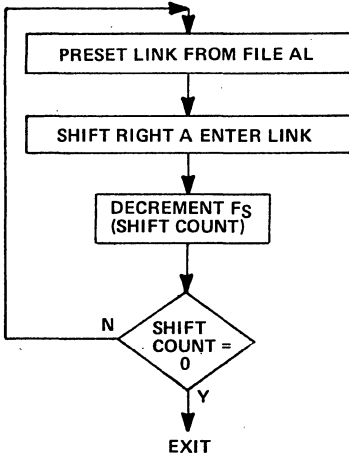 PRESET LINK FROM FILE AL
SHIFT RIGHT A ENTER LINK
DECREMENT FS
(SHIFT COUNT)
SHIFT
COUNT =
0
N
Y
EXIT